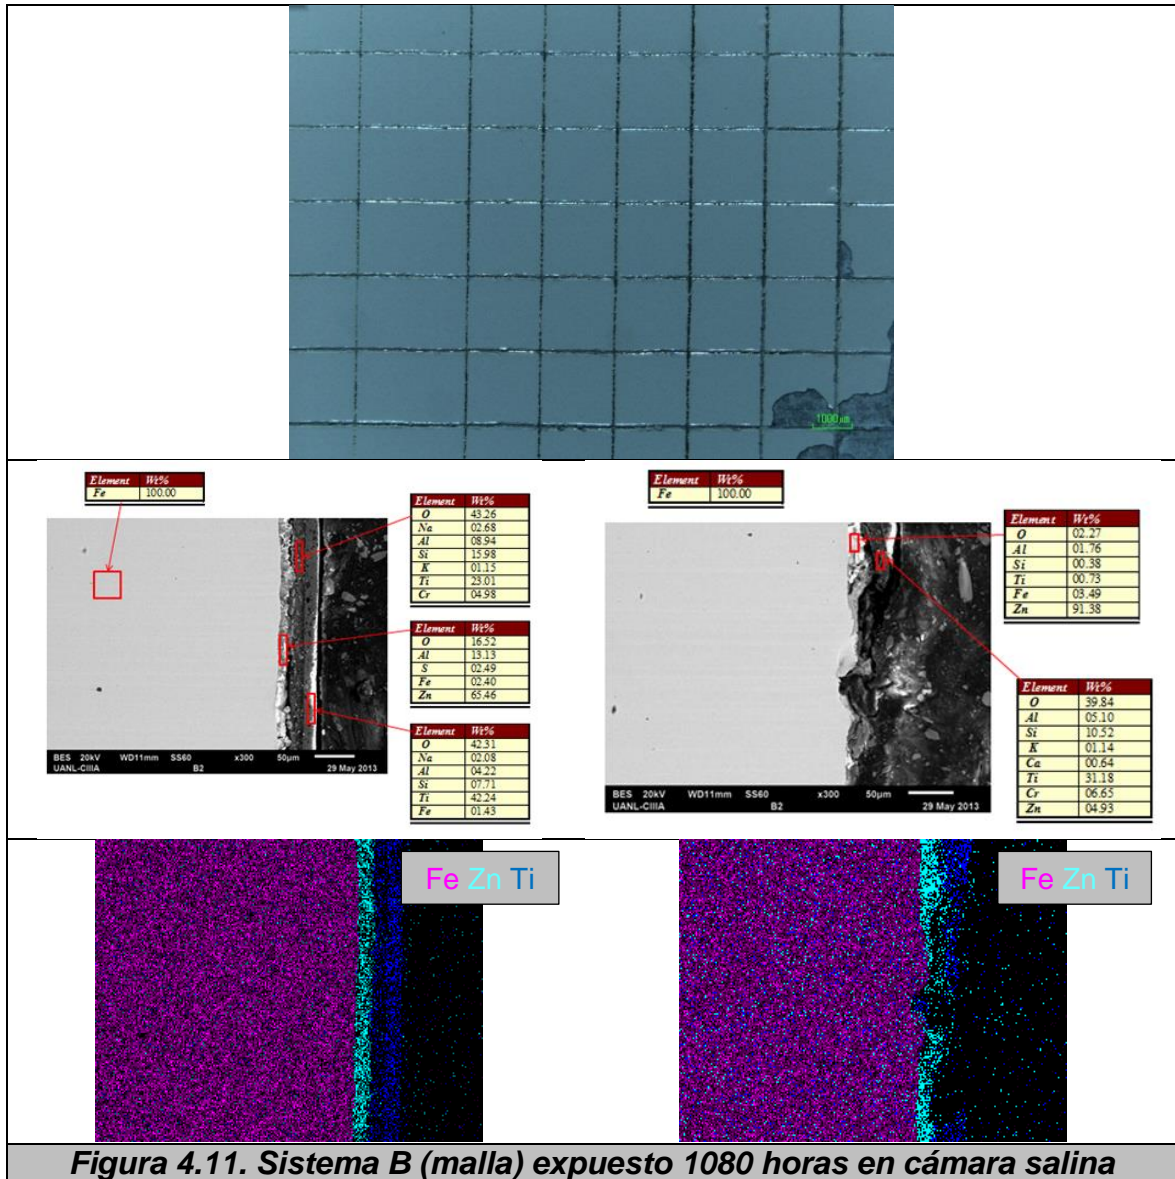 1000 µm
Element Wt%
Fe 100.00
Element Wt%
O 43.26
Na 02.68
Al 08.94
Si 15.98
K 01.15
Ti 23.01
Cr 04.98
Element Wt%
O 16.52
Al 13.13
S 02.49
Fe 02.40
Zn 65.46
Element Wt%
O 42.31
Na 02.08
Al 04.22
Si 07.71
Ti 42.24
Fe 01.43
BES 20kV WD11mm SS60 x300 50µm
UANL-CIIIA B2 29 May 2013
Element Wt%
Fe 100.00
Element Wt%
O 02.27
Al 01.76
Si 00.38
Ti 00.73
Fe 03.49
Zn 91.38
Element Wt%
O 39.84
Al 05.10
Si 10.52
K 01.14
Ca 00.64
Ti 31.18
Cr 06.65
Zn 04.93
BES 20kV WD11mm SS60 x300 50µm
UANL-CIIIA B2 29 May 2013
Fe Zn Ti
Fe Zn Ti
Figura 4.11. Sistema B (malla) expuesto 1080 horas en cámara salina